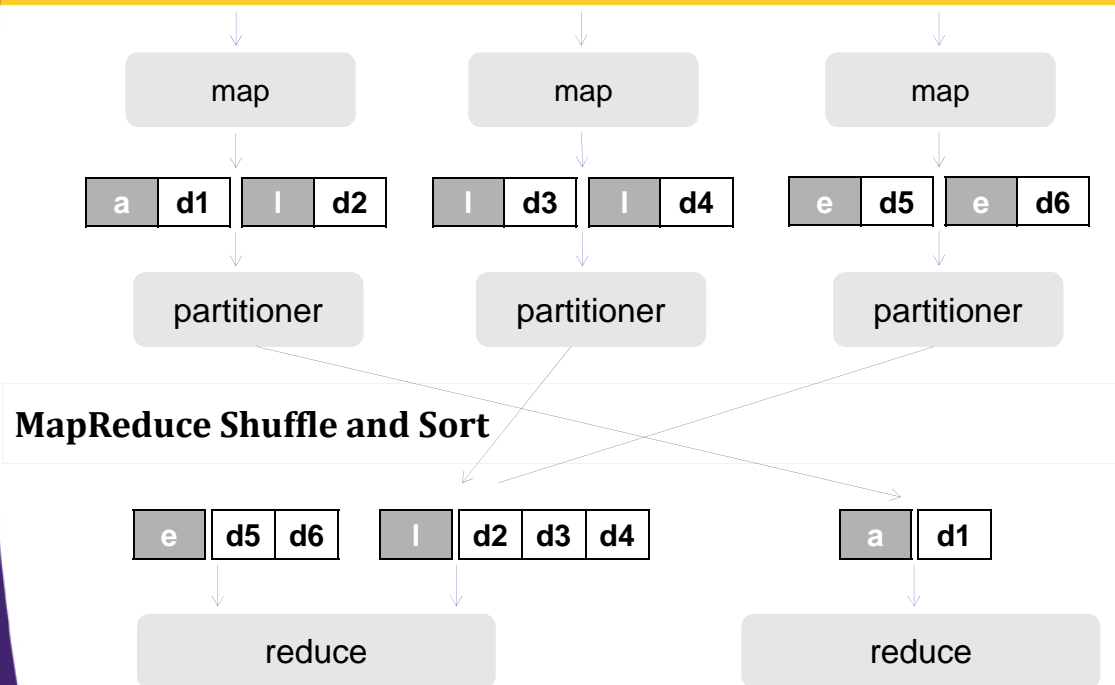 map map map
a d1 l d2 l d3 l d4 e d5 e d6
partitioner partitioner partitioner
MapReduce Shuffle and Sort
e d5 d6 l d2 d3 d4 a d1
reduce reduce